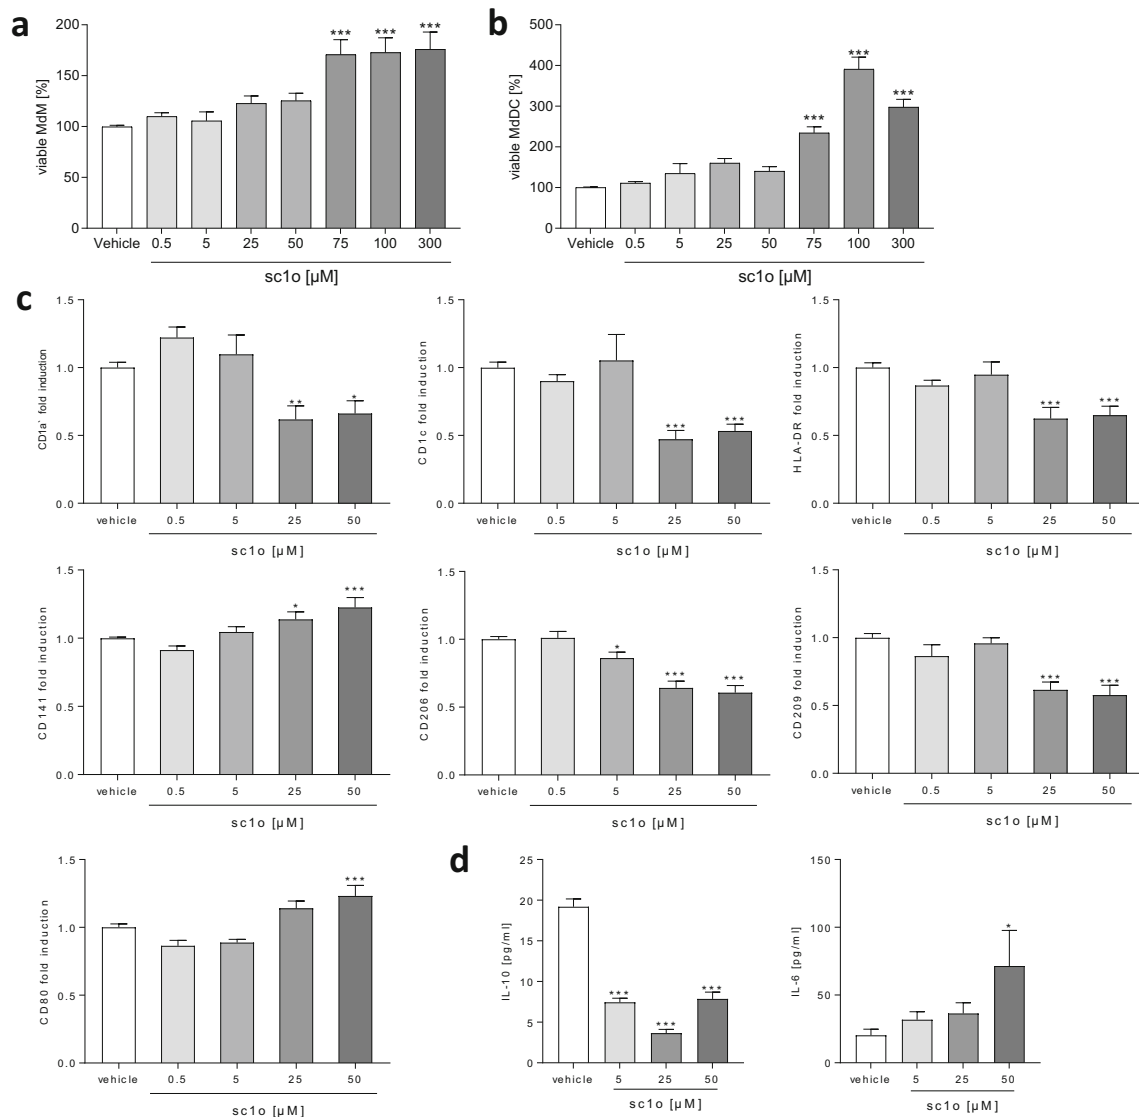 a
viable MdM [%]
200
150
100
50
0
***
***
***
Vehicle 0.5 5 25 50 75 100 300
sc1o [µM]
b
viable MdDC [%]
500
400
300
200
100
0
***
***
***
Vehicle 0.5 5 25 50 75 100 300
sc1o [µM]
c
CD1a+ fold induction
1.5
1.0
0.5
0.0
**
*
vehicle 0.5 5 25 50
sc1o [µM]
CD1c fold induction
1.5
1.0
0.5
0.0
***
***
vehicle 0.5 5 25 50
sc1o [µM]
HLA-DR fold induction
1.5
1.0
0.5
0.0
***
***
vehicle 0.5 5 25 50
sc1o [µM]
CD141 fold induction
1.5
1.0
0.5
0.0
*
***
vehicle 0.5 5 25 50
sc1o [µM]
CD206 fold induction
1.5
1.0
0.5
0.0
*
***
***
vehicle 0.5 5 25 50
sc1o [µM]
CD209 fold induction
1.5
1.0
0.5
0.0
***
***
vehicle 0.5 5 25 50
sc1o [µM]
CD80 fold induction
1.5
1.0
0.5
0.0
***
vehicle 0.5 5 25 50
sc1o [µM]
d
IL-10 [pg/ml]
25
20
15
10
5
0
***
***
***
vehicle 5 25 50
sc1o [µM]
IL-6 [pg/ml]
150
100
50
0
*
vehicle 5 25 50
sc1o [µM]